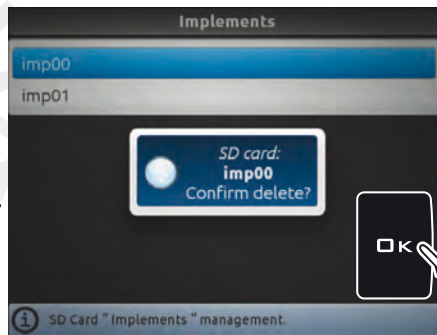 Implements
imp00
imp01
SD card:
imp00
Confirm delete?
OK
SD Card " Implements " management.